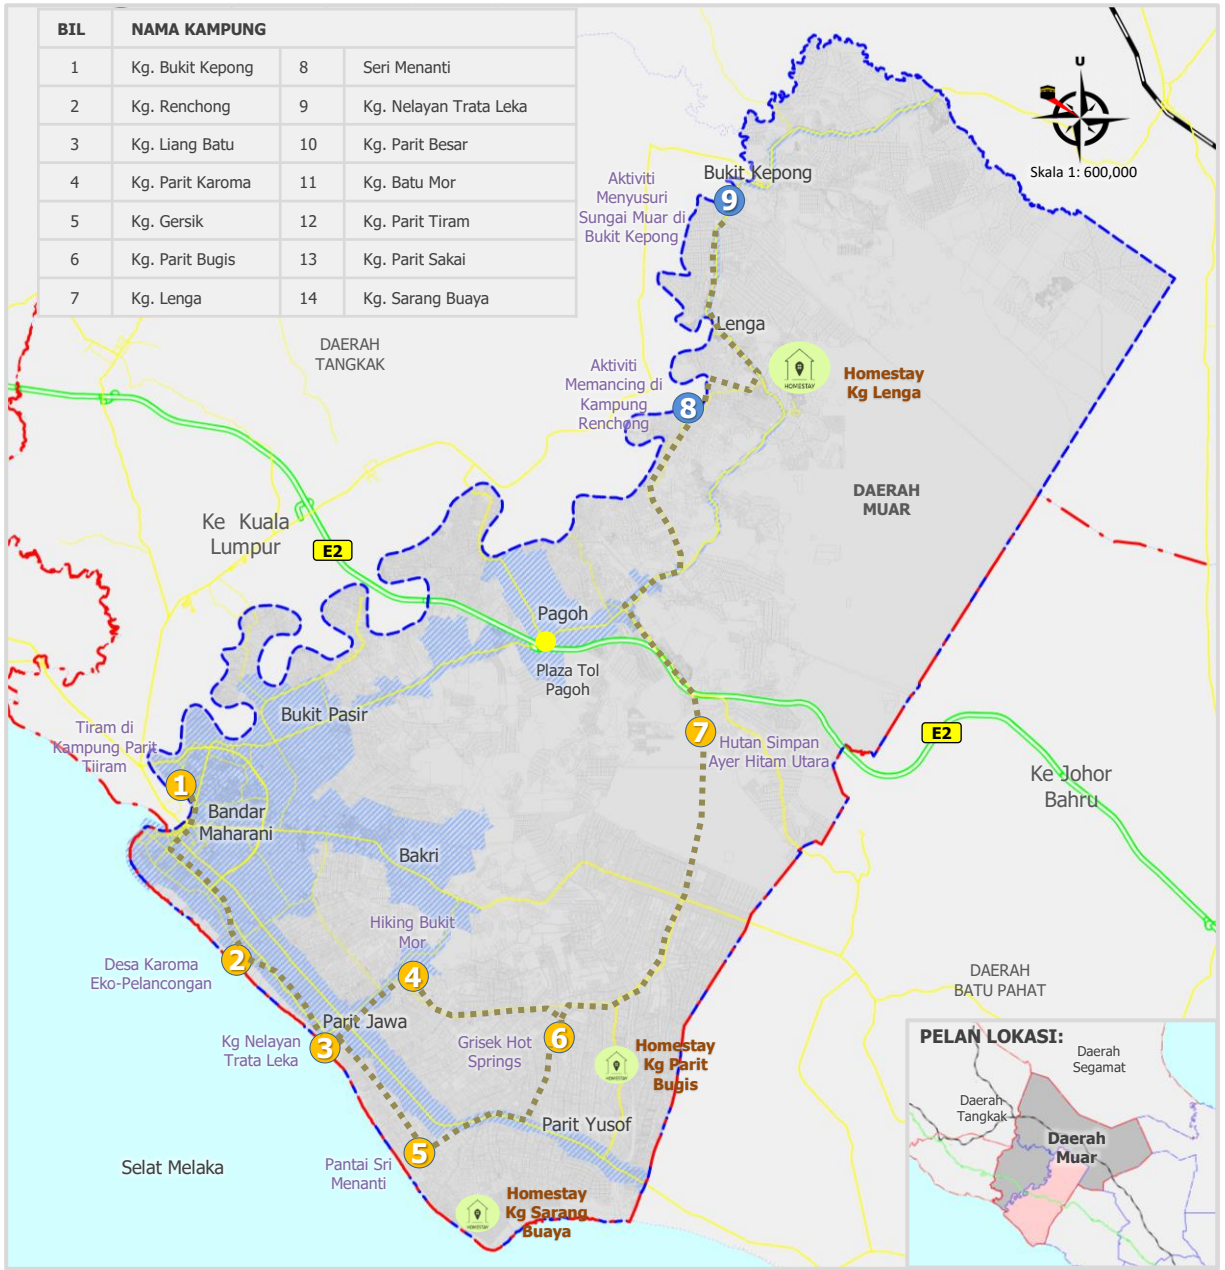 BIL NAMA KAMPUNG
1 Kg. Bukit Kepong 8 Seri Menanti
2 Kg. Renchong 9 Kg. Nelayan Trata Leka
3 Kg. Liang Batu 10 Kg. Parit Besar
4 Kg. Parit Karoma 11 Kg. Batu Mor
5 Kg. Gersik 12 Kg. Parit Tiram
6 Kg. Parit Bugis 13 Kg. Parit Sakai
7 Kg. Lenga 14 Kg. Sarang Buaya
U
Skala 1: 600,000
Bukit Kepong
9
Aktiviti
Menyusuri
Sungai Muar di
Bukit Kepong
Lenga
DAERAH
TANGKAK
HOMESTAY
Homestay
Kg Lenga
Aktiviti
Memancing di
Kampung
Renchong
8
DAERAH
MUAR
Ke Kuala
Lumpur
E2
Pagoh
Plaza Tol
Pagoh
Bukit Pasir
Tiram di
Kampung Parit
Tiiram
1
7
Hutan Simpan
Ayer Hitam Utara
E2
Ke Johor
Bahru
Bandar
Maharani
Bakri
Hiking Bukit
Mor
4
Desa Karoma
Eko-Pelancongan
2
DAERAH
BATU PAHAT
Parit Jawa
Kg Nelayan
Trata Leka
3
Grisek Hot
Springs
6
HOMESTAY
Homestay
Kg Parit
Bugis
Parit Yusof
5
Pantai Sri
Menanti
Selat Melaka
HOMESTAY
Homestay
Kg Sarang
Buaya
PELAN LOKASI:
Daerah
Segamat
Daerah
Tangkak
Daerah
Muar